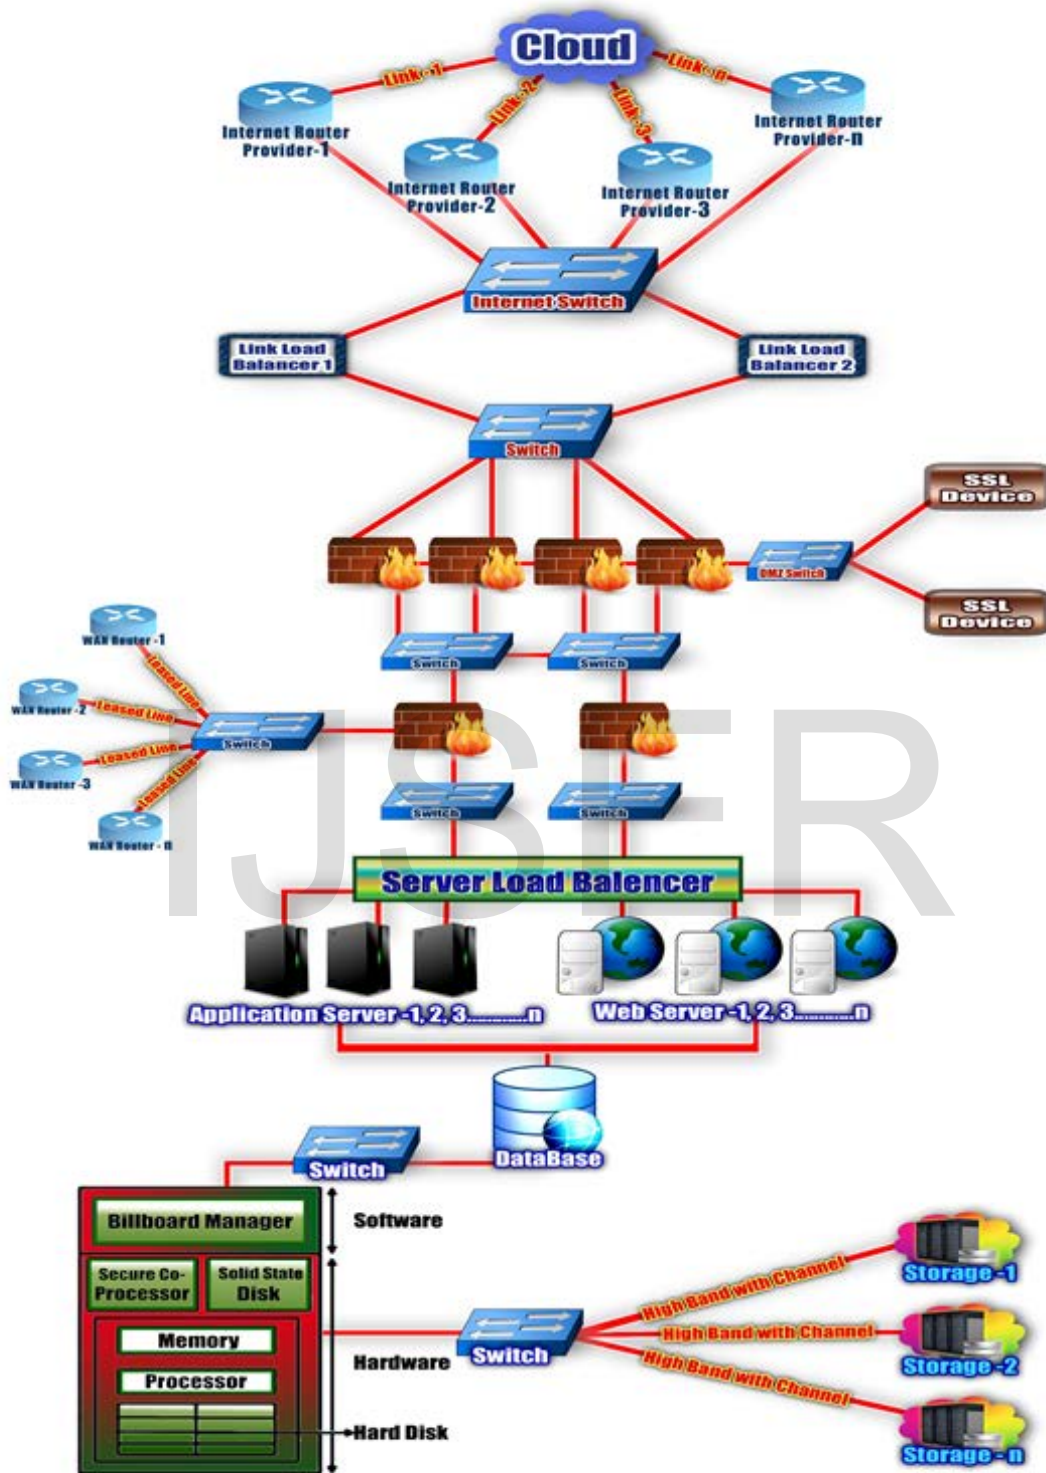 Cloud
Link -1
Link -2
Link -3
Link -n
Internet Router
Provider-1
Internet Router
Provider-2
Internet Router
Provider-3
Internet Router
Provider-n
Internet Switch
Link Load
Balancer 1
Link Load
Balancer 2
Switch
SSL
Device
DMZ Switch
SSL
Device
WAN Router -1
Switch
Switch
Leased Line
WAN Router -2
Leased Line
Switch
Leased Line
WAN Router -3
Leased Line
WAN Router - n
Switch
Switch
IJSER
Server Load Balencer
Application Server -1, 2, 3.............n
Web Server -1, 2, 3.............n
DataBase
Switch
Billboard Manager
Software
Secure Co-
Processor
Solid State
Disk
Memory
Processor
Hardware
Hard Disk
Switch
High Band with Channel
Storage -1
High Band with Channel
Storage -2
High Band with Channel
Storage - n